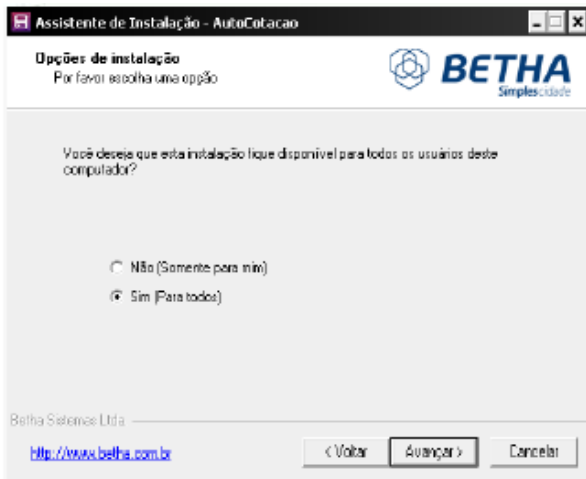 Assistente de Instalação - AutoCotacao
Opções de instalação
Por favor escolha uma opção
BETHA
Simplescidade
Você deseja que esta instalação fique disponível para todos os usuários deste
computador?
Não (Somente para mim)
Sim (Para todos)
Betha Sistemas Ltda
http://www.betha.com.br
< Voltar
Avançar >
Cancelar